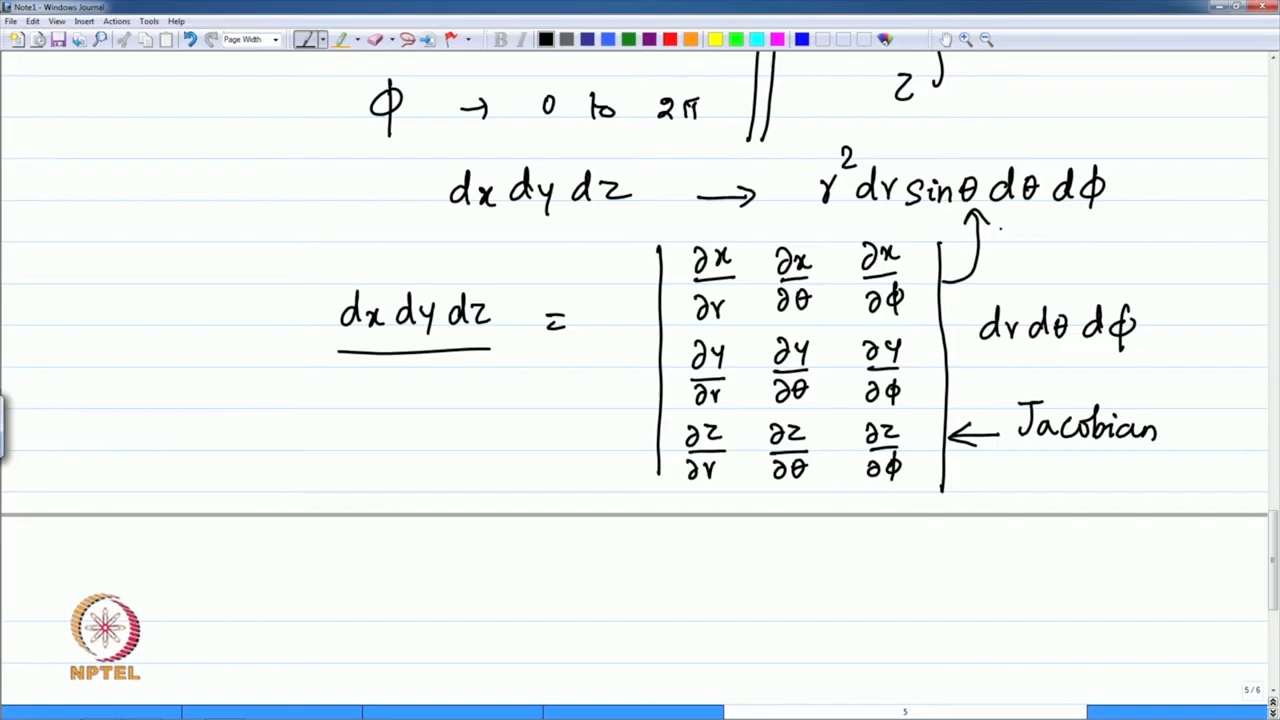 Note1 - Windows Journal
File Edit View Insert Actions Tools Help
Page Width
B I
z
ϕ → 0 to 2π
dx dy dz → r² dr sinθ dθ dϕ
∂x/∂r ∂x/∂θ ∂x/∂ϕ
dx dy dz = dr dθ dϕ
∂y/∂r ∂y/∂θ ∂y/∂ϕ
← Jacobian
∂z/∂r ∂z/∂θ ∂z/∂ϕ
NPTEL
5/6
5